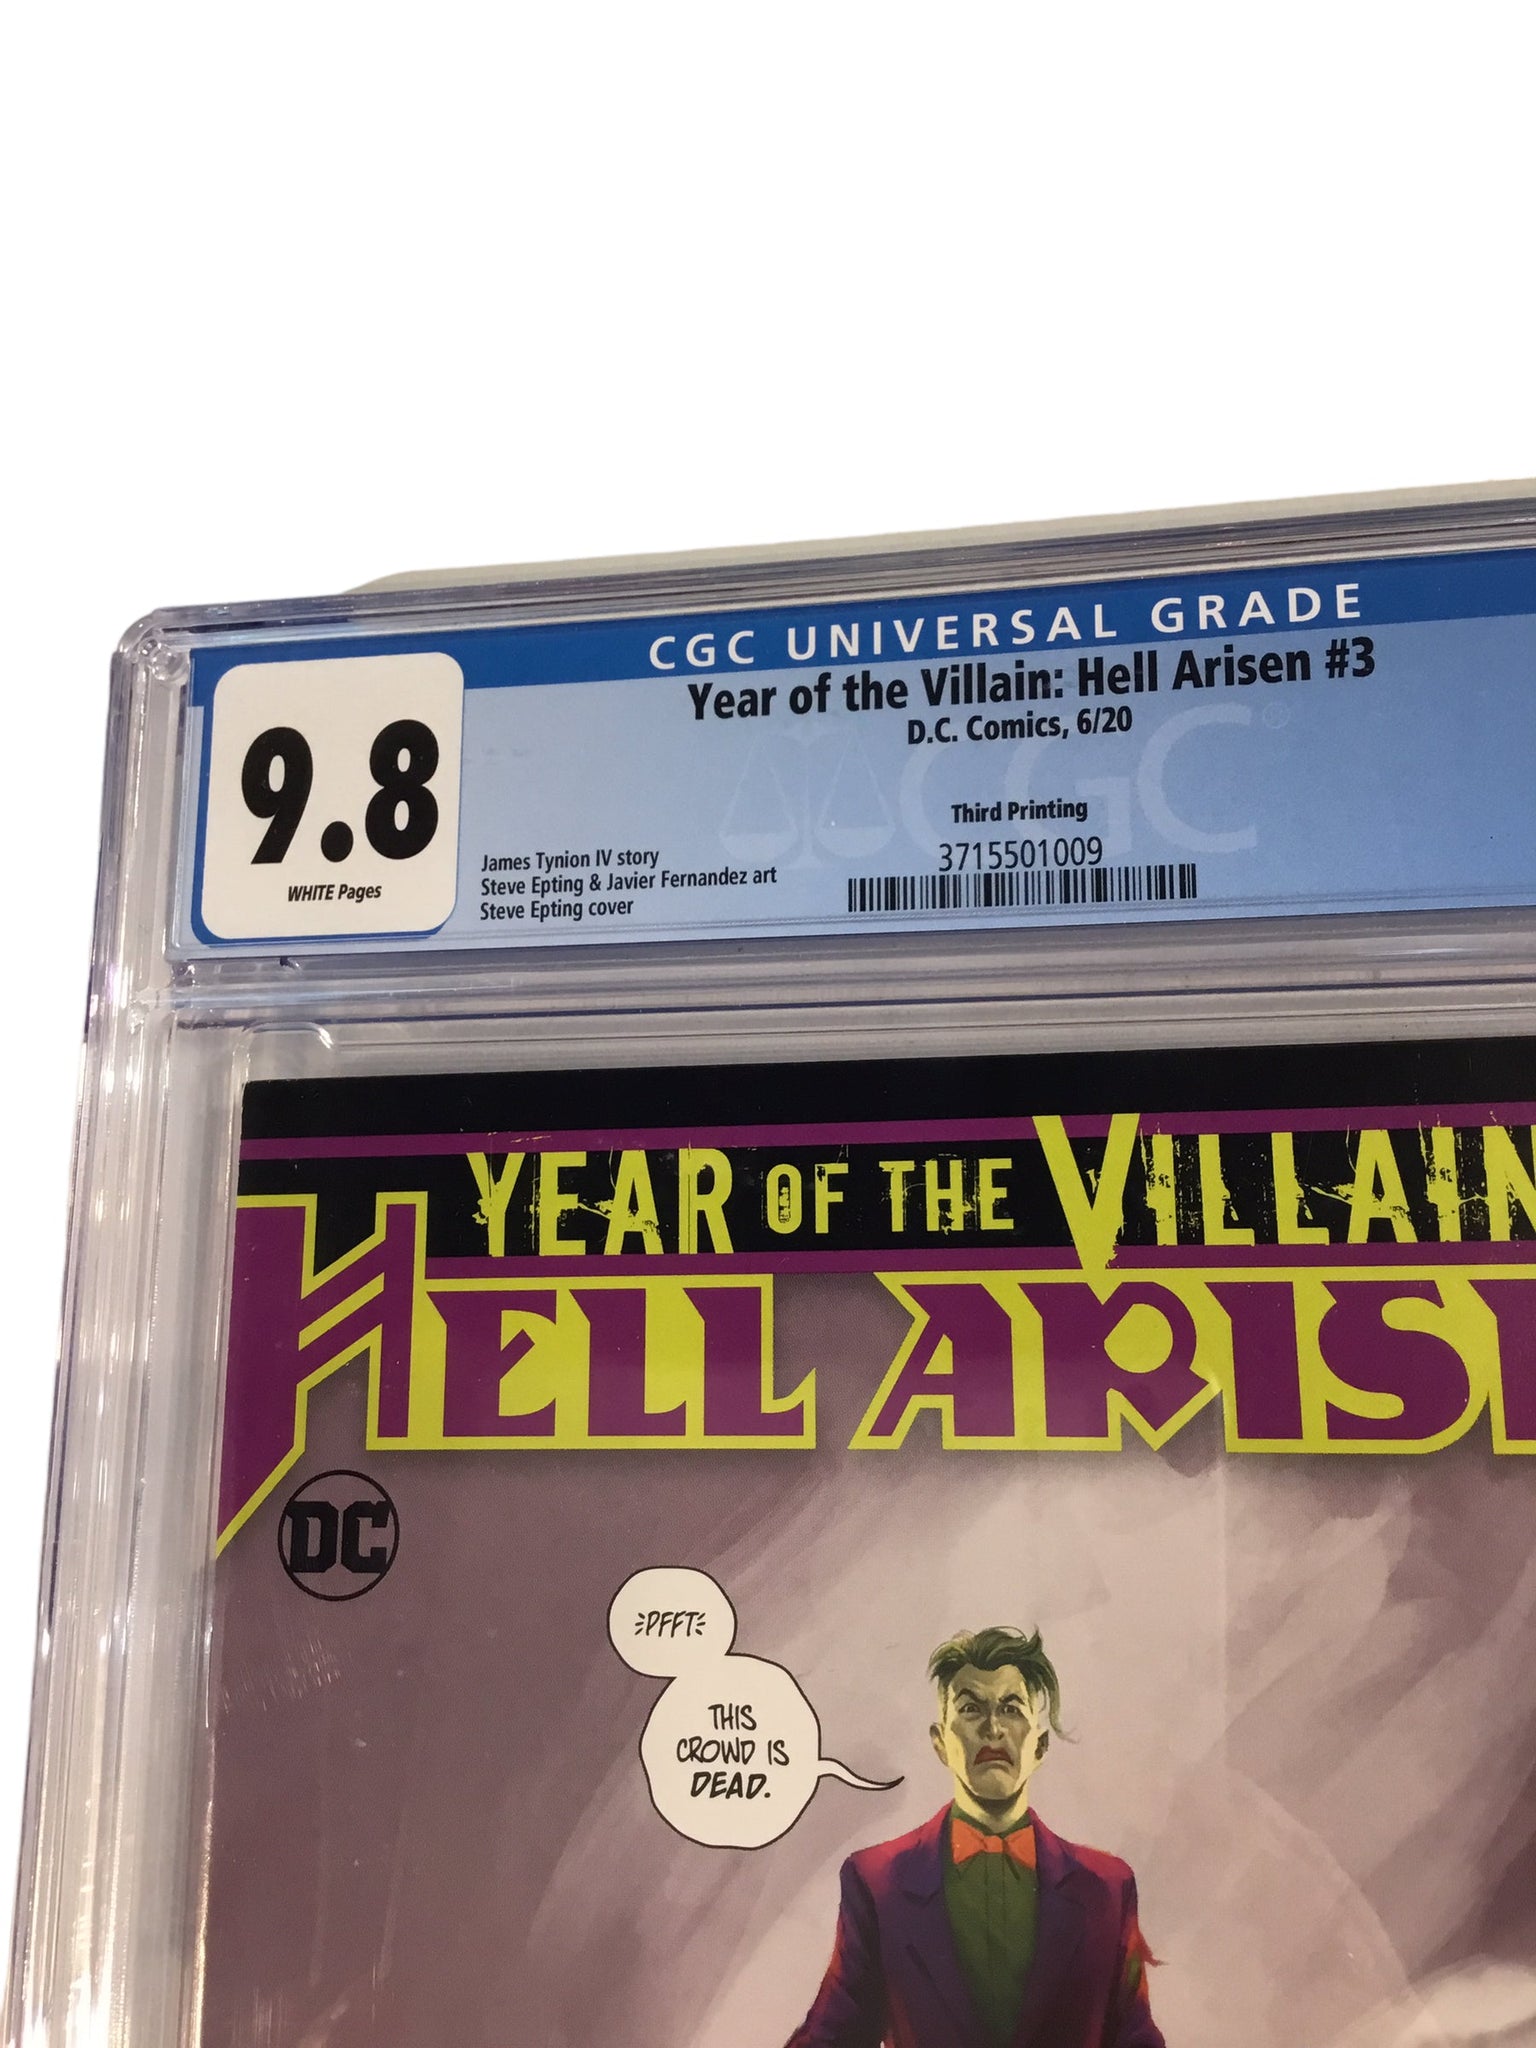 CGC UNIVERSAL GRADE
Year of the Villain: Hell Arisen #3
D.C. Comics, 6/20
9.8
WHITE Pages
Third Printing
3715501009
James Tynion IV story
Steve Epting & Javier Fernandez art
Steve Epting cover
CGC®
YEAR OF THE VILLAIN
HELL ARISE
DC
PFFT
THIS
CROWD IS
DEAD.